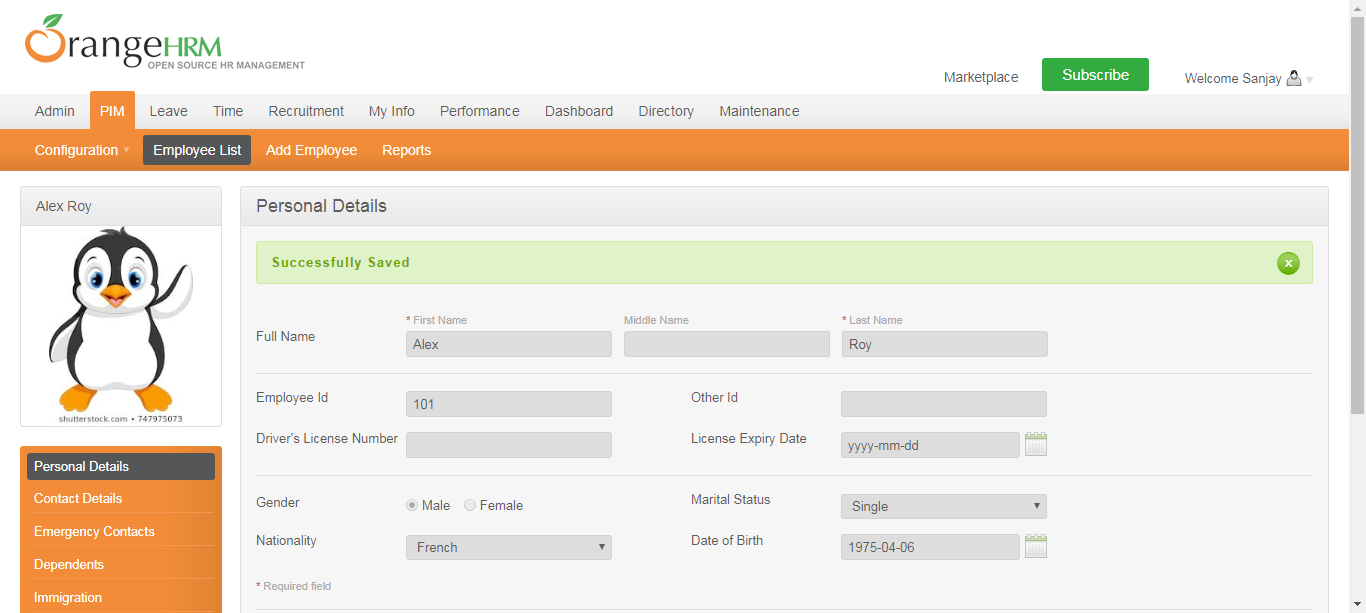 OrangeHRM
OPEN SOURCE HR MANAGEMENT
Marketplace
Subscribe
Welcome Sanjay
Admin PIM Leave Time Recruitment My Info Performance Dashboard Directory Maintenance
Configuration Employee List Add Employee Reports
Alex Roy
shutterstock.com • 747975073
Personal Details
Contact Details
Emergency Contacts
Dependents
Immigration
Personal Details
Successfully Saved x
* First Name Middle Name * Last Name
Full Name Alex Roy
Employee Id 101 Other Id
Driver's License Number License Expiry Date yyyy-mm-dd
Gender Male Female Marital Status Single
Nationality French Date of Birth 1975-04-06
* Required field